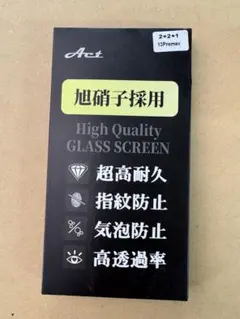 Act
2+2+1
13Promax
旭硝子採用
High Quality
GLASS SCREEN
超高耐久
指紋防止
気泡防止
高透過率